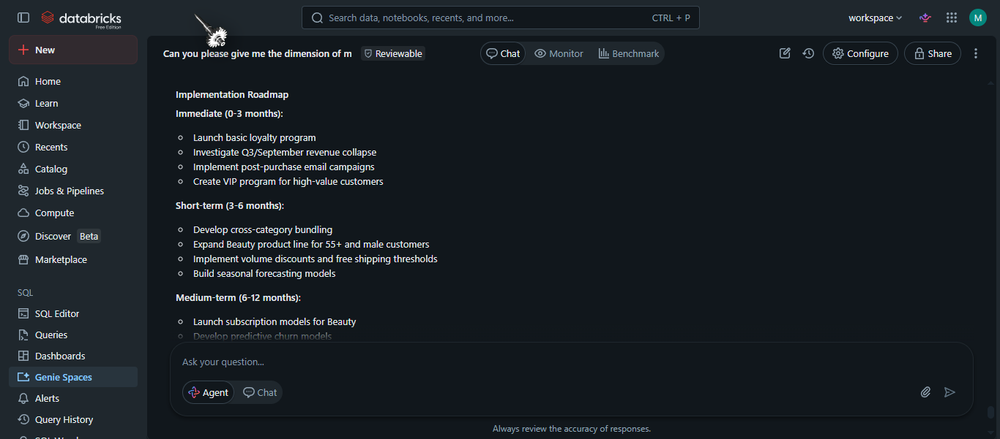 databricks
Free Edition
Search data, notebooks, recents, and more...
CTRL + P
workspace
M
New
Home
Learn
Workspace
Recents
Catalog
Jobs & Pipelines
Compute
Discover Beta
Marketplace
SQL
SQL Editor
Queries
Dashboards
Genie Spaces
Alerts
Query History
Can you please give me the dimension of m
Reviewable
Chat
Monitor
Benchmark
Configure
Share
Implementation Roadmap
Immediate (0-3 months):
Launch basic loyalty program
Investigate Q3/September revenue collapse
Implement post-purchase email campaigns
Create VIP program for high-value customers
Short-term (3-6 months):
Develop cross-category bundling
Expand Beauty product line for 55+ and male customers
Implement volume discounts and free shipping thresholds
Build seasonal forecasting models
Medium-term (6-12 months):
Launch subscription models for Beauty
Develop predictive churn models
Ask your question...
Agent
Chat
Always review the accuracy of responses.